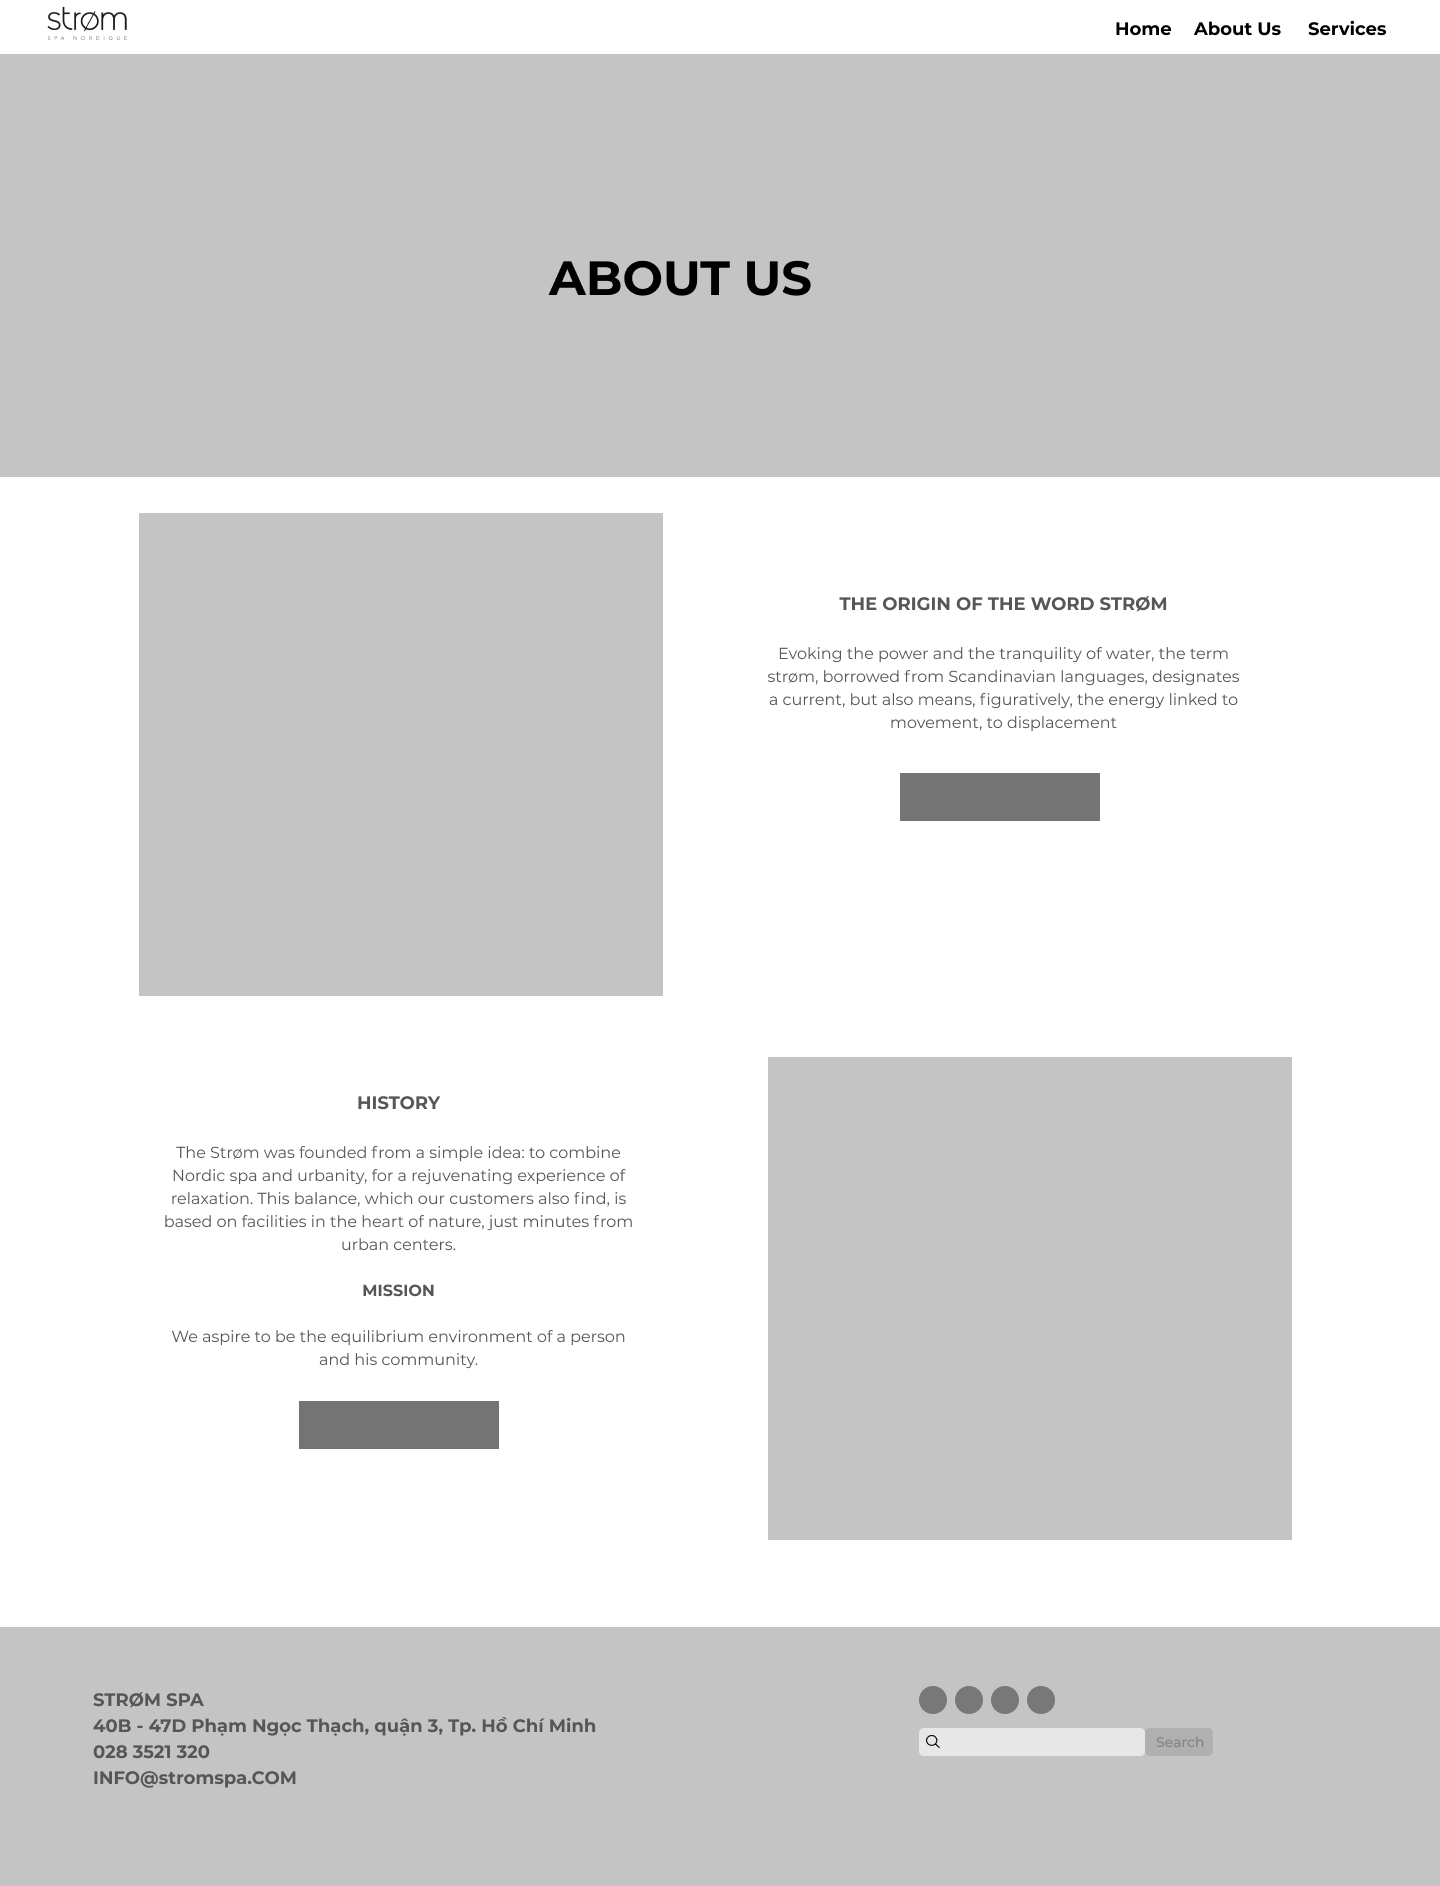 strøm
SPA NORDIQUE
Home About Us Services
ABOUT US
THE ORIGIN OF THE WORD STRØM
Evoking the power and the tranquility of water, the term
strøm, borrowed from Scandinavian languages, designates
a current, but also means, figuratively, the energy linked to
movement, to displacement
HISTORY
The Strøm was founded from a simple idea: to combine
Nordic spa and urbanity, for a rejuvenating experience of
relaxation. This balance, which our customers also find, is
based on facilities in the heart of nature, just minutes from
urban centers.
MISSION
We aspire to be the equilibrium environment of a person
and his community.
STRØM SPA
40B - 47D Phạm Ngọc Thạch, quận 3, Tp. Hồ Chí Minh
028 3521 320
INFO@stromspa.COM
Search